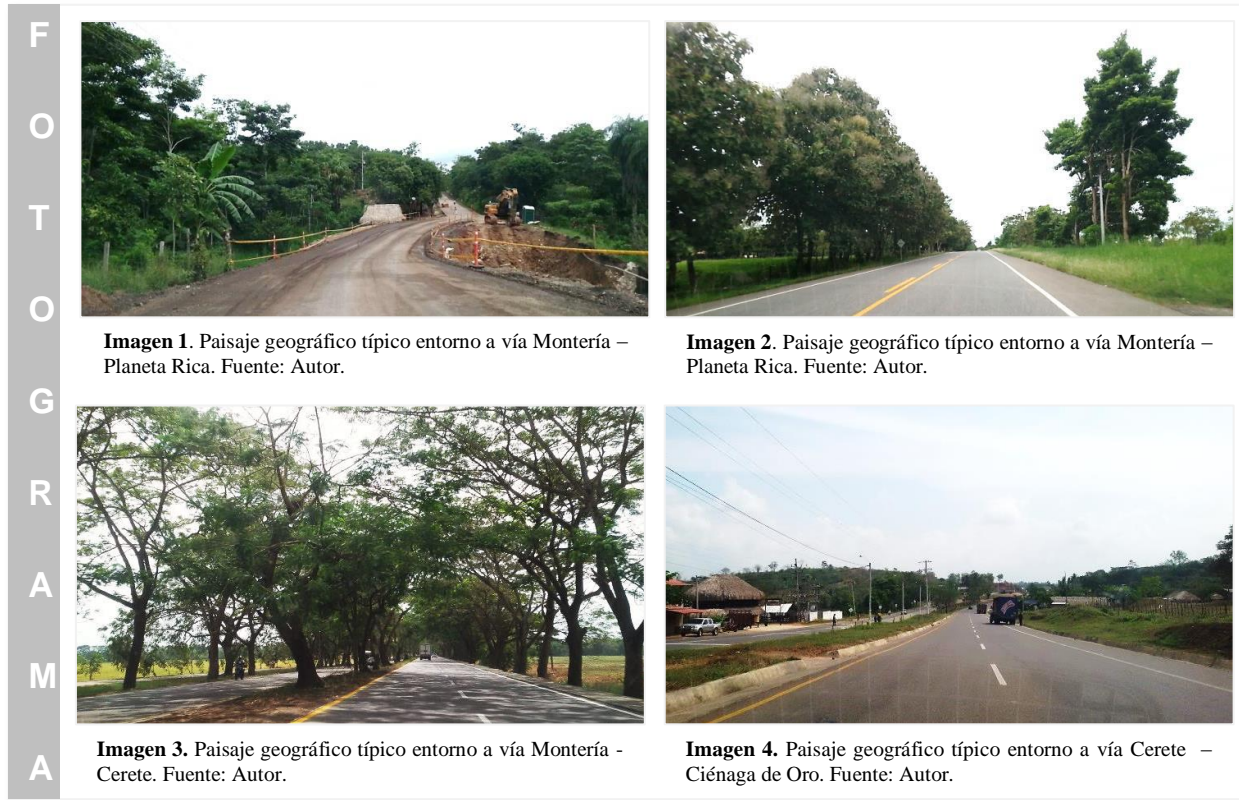 F
O
T
O
G
R
A
M
A
Imagen 1. Paisaje geográfico típico entorno a vía Montería –
Planeta Rica. Fuente: Autor.
Imagen 2. Paisaje geográfico típico entorno a vía Montería –
Planeta Rica. Fuente: Autor.
Imagen 3. Paisaje geográfico típico entorno a vía Montería -
Cerete. Fuente: Autor.
Imagen 4. Paisaje geográfico típico entorno a vía Cerete –
Ciénaga de Oro. Fuente: Autor.